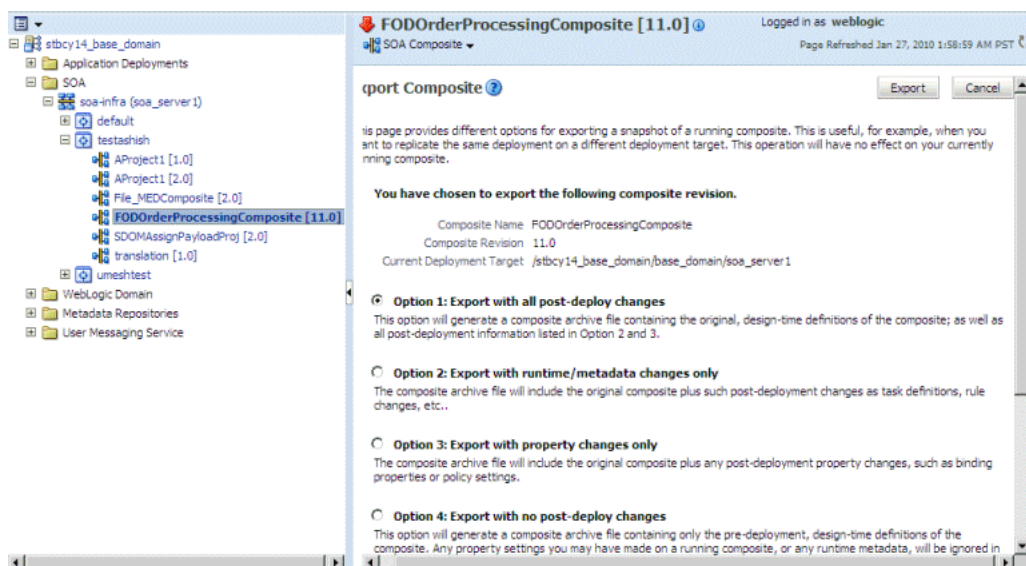 stbcy14_base_domain
Application Deployments
SOA
soa-infra (soa_server1)
default
testashish
AProject1 [1.0]
AProject1 [2.0]
File_MEDComposite [2.0]
FODOrderProcessingComposite [11.0]
SDOMAssignPayloadProj [2.0]
translation [1.0]
umeshtest
WebLogic Domain
Metadata Repositories
User Messaging Service
FODOrderProcessingComposite [11.0]
Logged in as weblogic
SOA Composite
Page Refreshed Jan 27, 2010 1:58:59 AM PST
port Composite
Export
Cancel
is page provides different options for exporting a snapshot of a running composite. This is useful, for example, when you
ant to replicate the same deployment on a different deployment target. This operation will have no effect on your currently
nning composite.
You have chosen to export the following composite revision.
Composite Name FODOrderProcessingComposite
Composite Revision 11.0
Current Deployment Target /stbcy14_base_domain/base_domain/soa_server1
Option 1: Export with all post-deploy changes
This option will generate a composite archive file containing the original, design-time definitions of the composite; as well as
all post-deployment information listed in Option 2 and 3.
Option 2: Export with runtime/metadata changes only
The composite archive file will include the original composite plus such post-deployment changes as task definitions, rule
changes, etc..
Option 3: Export with property changes only
The composite archive file will include the original composite plus any post-deployment property changes, such as binding
properties or policy settings.
Option 4: Export with no post-deploy changes
This option will generate a composite archive file containing only the pre-deployment, design-time definitions of the
composite. Any property settings you may have made on a running composite, or any runtime metadata, will be ignored in